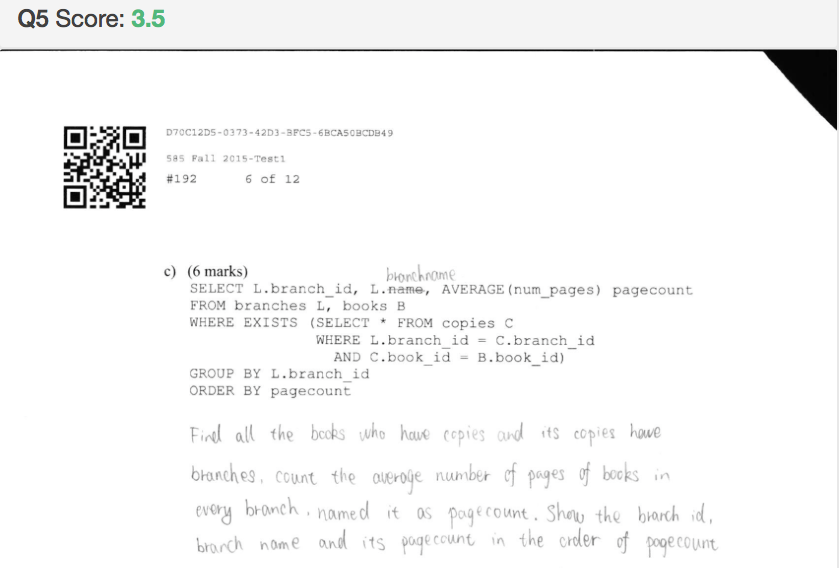 Q5 Score: 3.5
D70C12D5-0373-42D3-BFC5-6BCA50BCDB49
585 Fall 2015-Test1
#192 6 of 12
c) (6 marks)
branchname
SELECT L.branch_id, L.name, AVERAGE(num_pages) pagecount
FROM branches L, books B
WHERE EXISTS (SELECT * FROM copies C
WHERE L.branch_id = C.branch_id
AND C.book_id = B.book_id)
GROUP BY L.branch_id
ORDER BY pagecount
Find all the books who have copies and its copies have
branches, count the average number of pages of books in
every branch, named it as pagecount. Show the branch id,
branch name and its pagecount in the order of pagecount